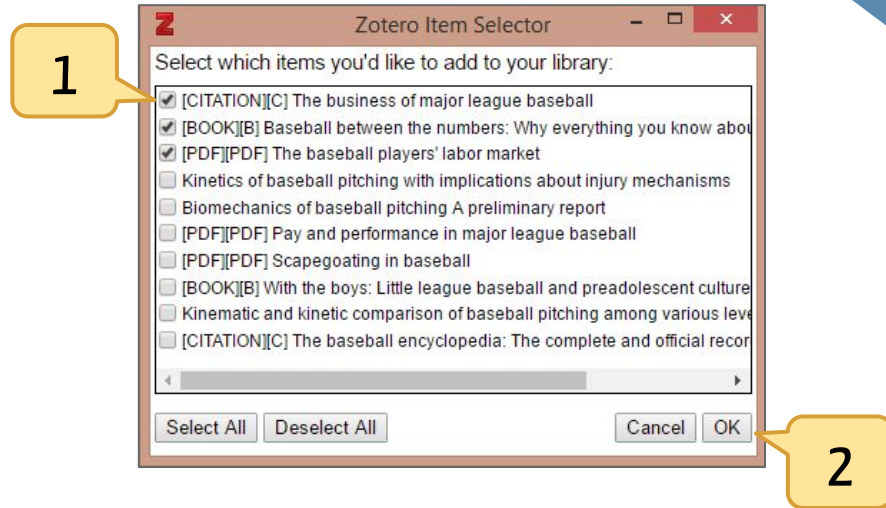 Z Zotero Item Selector
Select which items you'd like to add to your library:
1
[CITATION][C] The business of major league baseball
[BOOK][B] Baseball between the numbers: Why everything you know abou
[PDF][PDF] The baseball players' labor market
Kinetics of baseball pitching with implications about injury mechanisms
Biomechanics of baseball pitching A preliminary report
[PDF][PDF] Pay and performance in major league baseball
[PDF][PDF] Scapegoating in baseball
[BOOK][B] With the boys: Little league baseball and preadolescent culture
Kinematic and kinetic comparison of baseball pitching among various leve
[CITATION][C] The baseball encyclopedia: The complete and official recor
Select All Deselect All Cancel OK
2